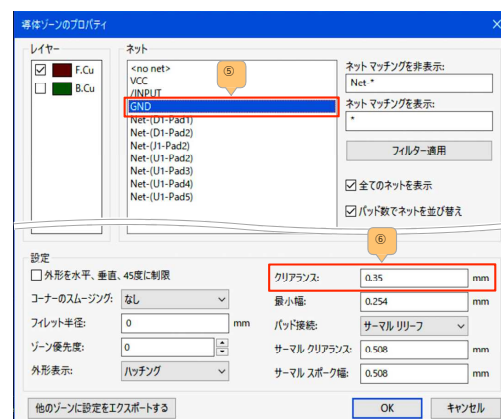 導体ゾーンのプロパティ
レイヤー
F.Cu
B.Cu
ネット
<no net>
VCC
/INPUT
GND
Net-(D1-Pad1)
Net-(D1-Pad2)
Net-(J1-Pad2)
Net-(U1-Pad2)
Net-(U1-Pad3)
Net-(U1-Pad4)
Net-(U1-Pad5)
⑤
ネット マッチングを非表示:
Net-*
ネット マッチングを表示:
*
フィルター適用
全てのネットを表示
パッド数でネットを並び替え
⑥
設定
外形を水平、垂直、45度に制限
コーナーのスムージング: なし
フィレット半径: 0 mm
ゾーン優先度: 0
外形表示: ハッチング
クリアランス: 0.35 mm
最小幅: 0.254 mm
パッド接続: サーマル リリーフ
サーマル クリアランス: 0.508 mm
サーマル スポーク幅: 0.508 mm
他のゾーンに設定をエクスポートする
OK
キャンセル